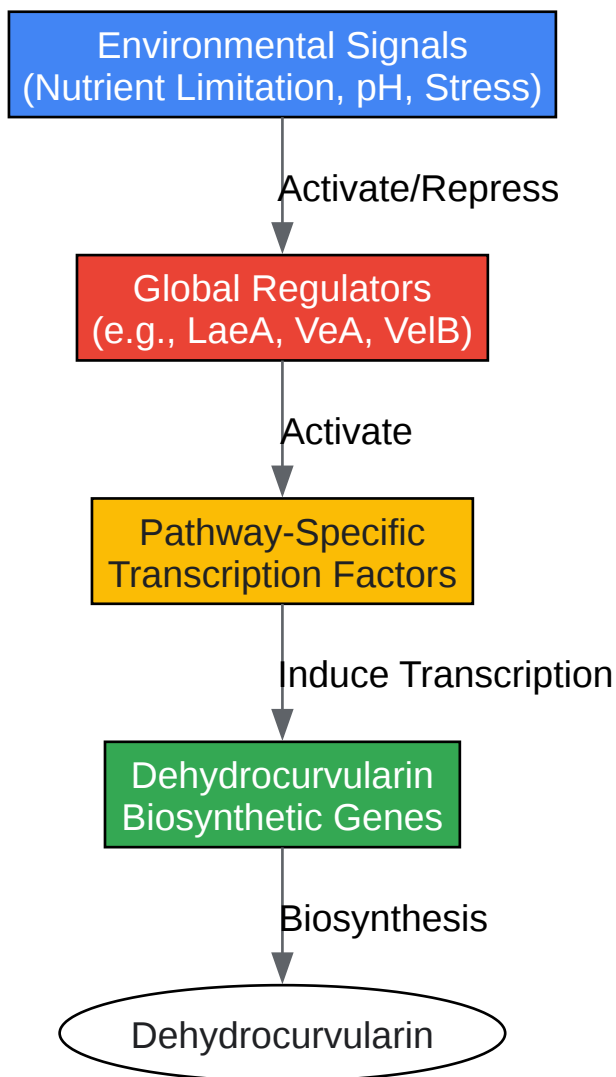 Environmental Signals
(Nutrient Limitation, pH, Stress)
Activate/Repress
Global Regulators
(e.g., LaeA, VeA, VelB)
Activate
Pathway-Specific
Transcription Factors
Induce Transcription
Dehydrocurvularin
Biosynthetic Genes
Biosynthesis
Dehydrocurvularin